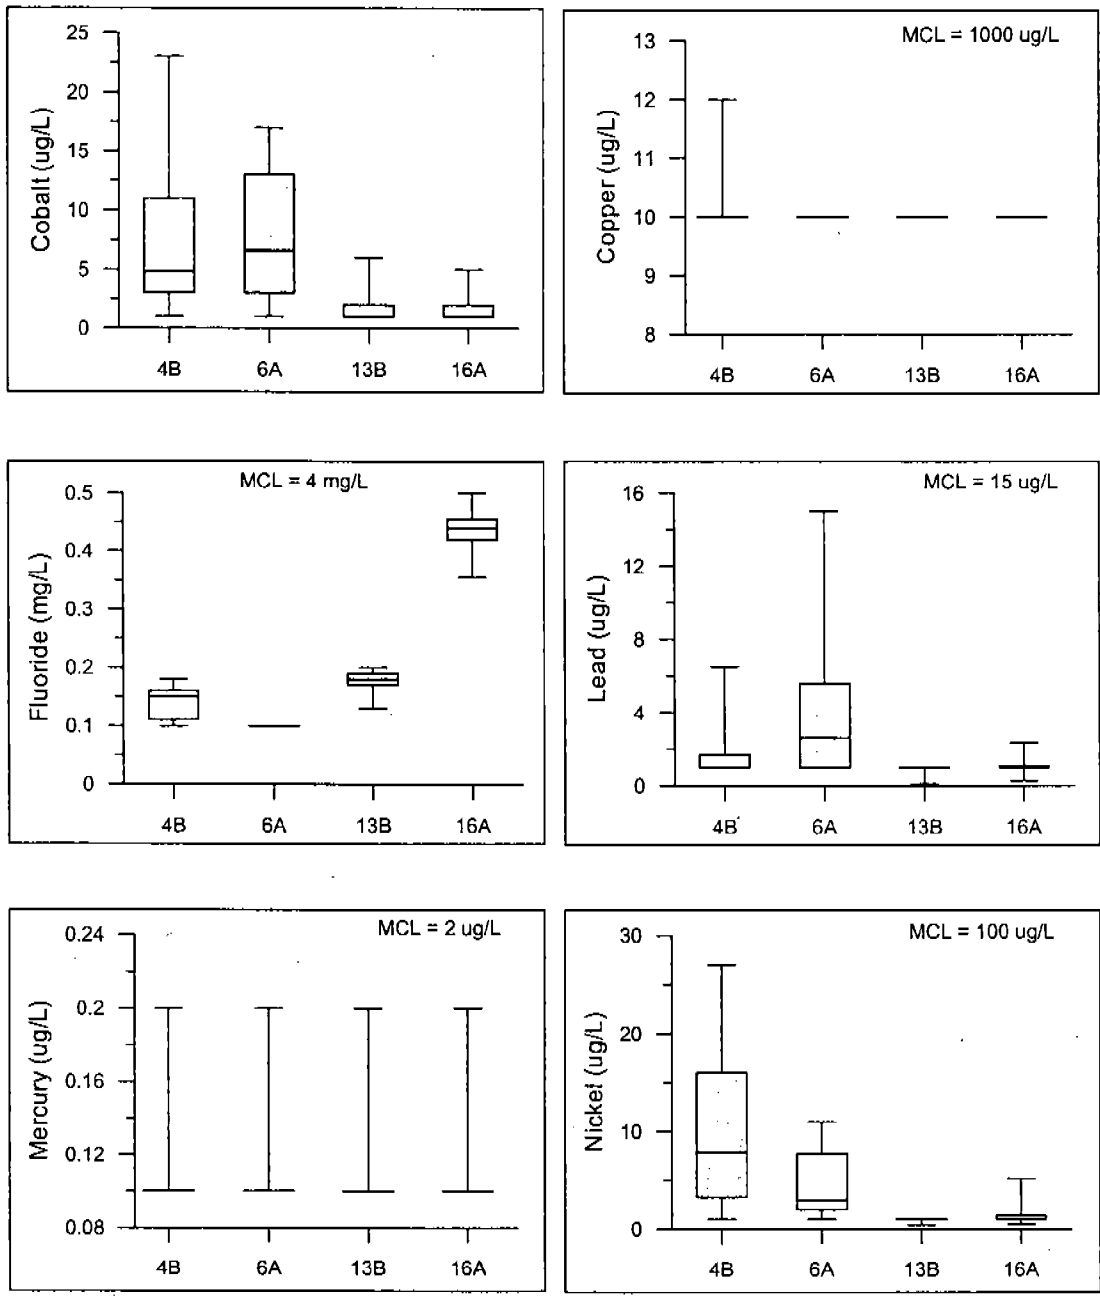 25
20
15
10
5
0
Cobalt (ug/L)
4B 6A 13B 16A
MCL = 1000 ug/L
13
12
11
10
9
8
Copper (ug/L)
4B 6A 13B 16A
MCL = 4 mg/L
0.5
0.4
0.3
0.2
0.1
0
Fluoride (mg/L)
4B 6A 13B 16A
MCL = 15 ug/L
16
12
8
4
0
Lead (ug/L)
4B 6A 13B 16A
MCL = 2 ug/L
0.24
0.2
0.16
0.12
0.08
Mercury (ug/L)
4B 6A 13B 16A
MCL = 100 ug/L
30
20
10
0
Nicket (ug/L)
4B 6A 13B 16A